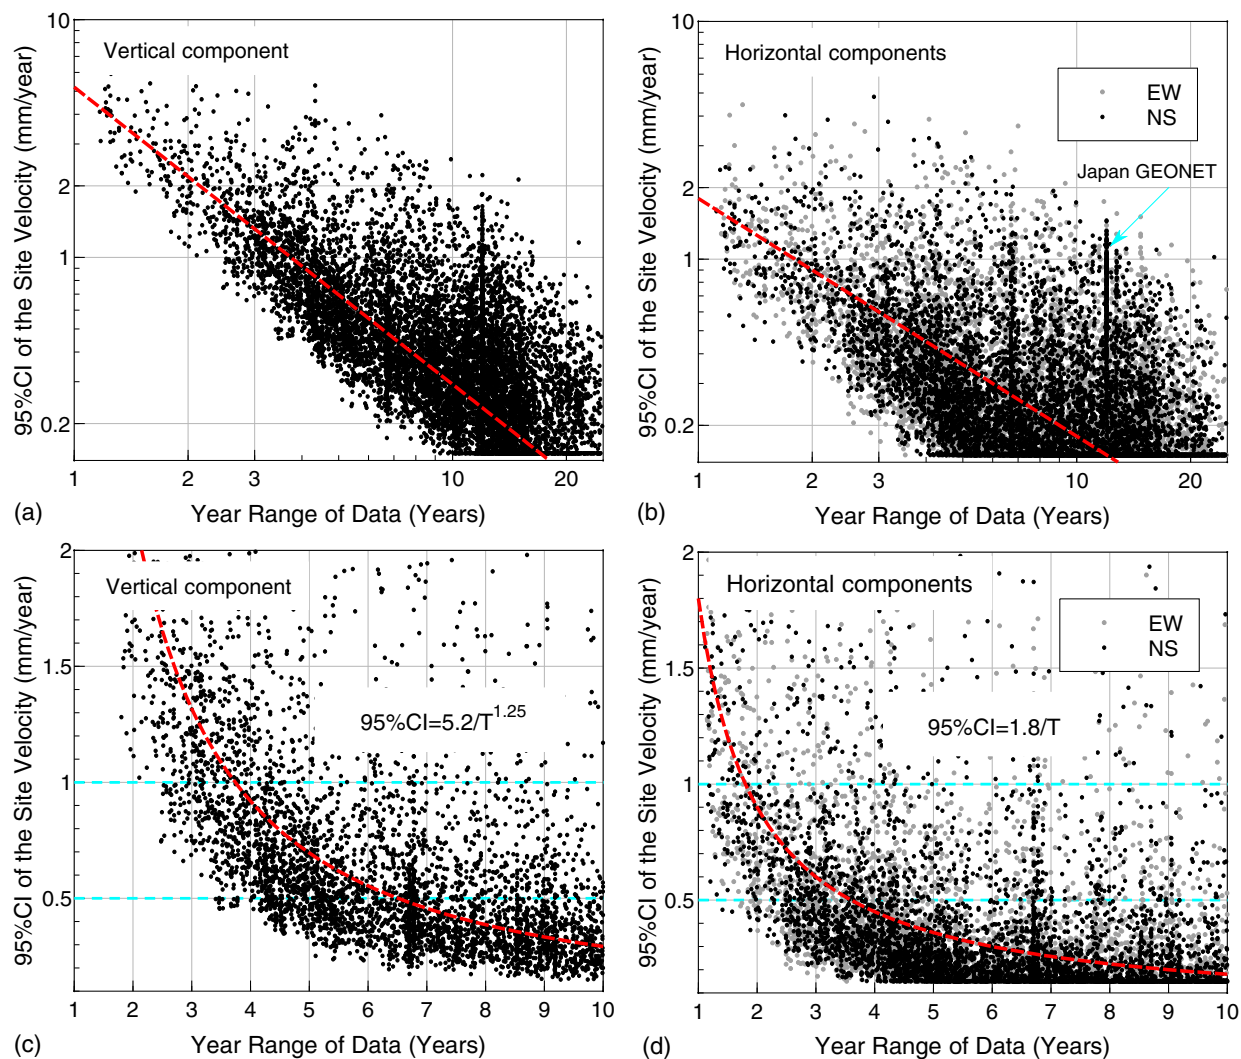 10
2
1
0.2
95%CI of the Site Velocity (mm/year)
Vertical component
1 2 3 10 20
Year Range of Data (Years)
(a)
10
2
1
0.2
95%CI of the Site Velocity (mm/year)
Horizontal components
EW
NS
Japan GEONET
1 2 3 10 20
Year Range of Data (Years)
(b)
2
1.5
1
0.5
95%CI of the Site Velocity (mm/year)
Vertical component
95%CI=5.2/T^1.25
1 2 3 4 5 6 7 8 9 10
Year Range of Data (Years)
(c)
2
1.5
1
0.5
95%CI of the Site Velocity (mm/year)
Horizontal components
EW
NS
95%CI=1.8/T
1 2 3 4 5 6 7 8 9 10
Year Range of Data (Years)
(d)